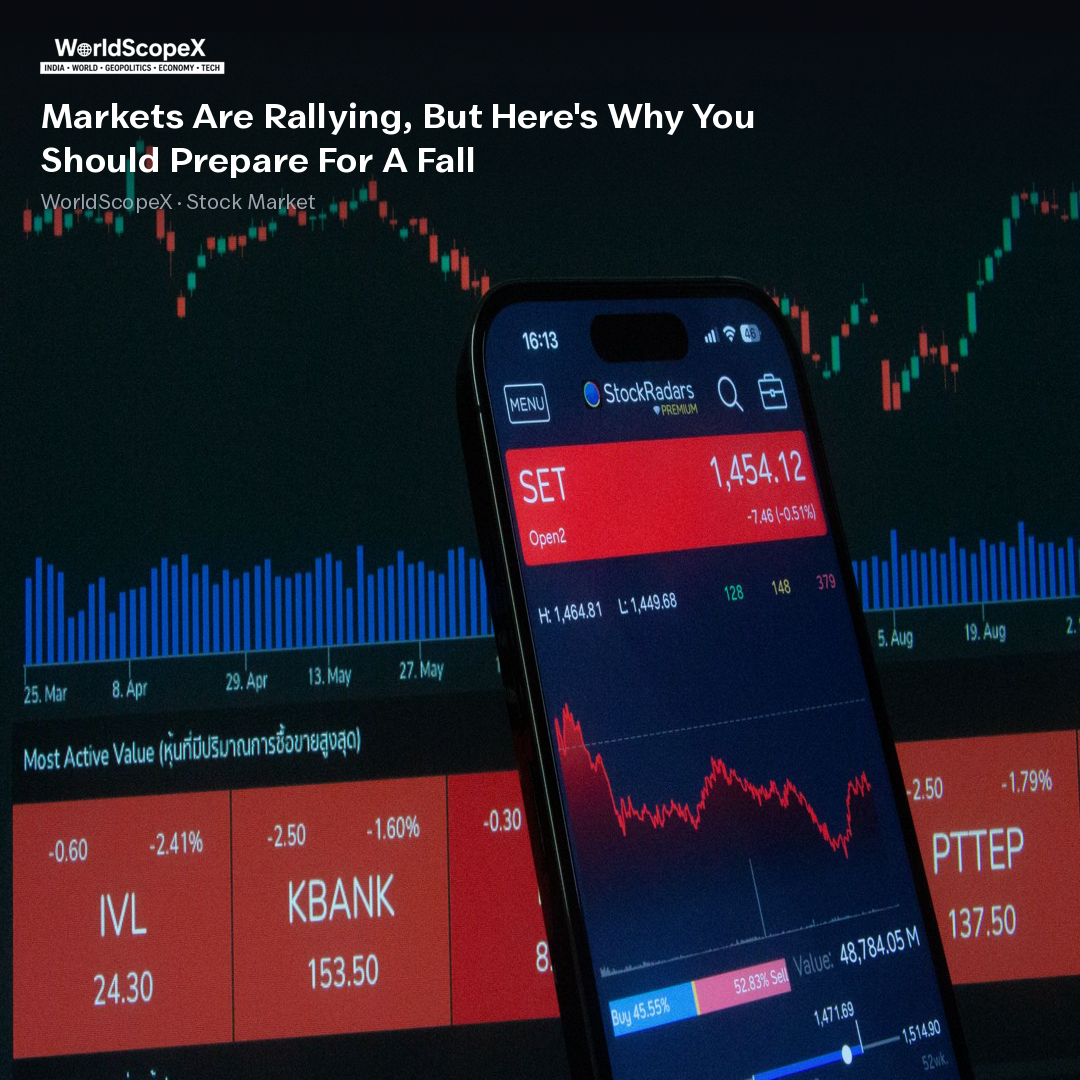 WorldScopeX
INDIA • WORLD • GEOPOLITICS • ECONOMY • TECH
Markets Are Rallying, But Here's Why You
Should Prepare For A Fall
WorldScopeX · Stock Market
16:13
46
MENU
StockRadars
PREMIUM
SET
1,454.12
Open2
-7.46 (-0.51%)
H: 1,464.81 L: 1,449.68 128 148 379
25. Mar 8. Apr 29. Apr 13. May 27. May 5. Aug 19. Aug 2.
Most Active Value (หุ้นที่มีปริมาณการซื้อขายสูงสุด)
-0.60 -2.41%
IVL
24.30
-2.50 -1.60%
KBANK
153.50
-0.30
8.
-2.50 -1.79%
PTTEP
137.50
Value: 48,784.05 M
Buy 45.55% 52.83% Sell
1,471.69
1,514.90
52wk.